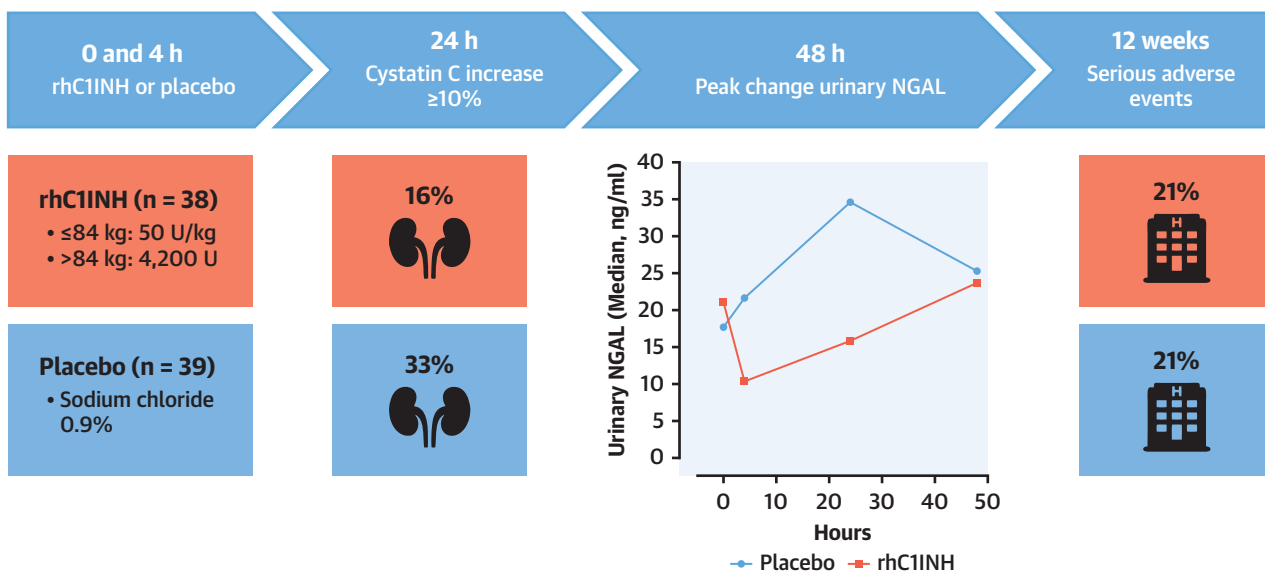 0 and 4 h
rhC1INH or placebo
24 h
Cystatin C increase
≥10%
48 h
Peak change urinary NGAL
12 weeks
Serious adverse
events
rhC1INH (n = 38)
• ≤84 kg: 50 U/kg
• >84 kg: 4,200 U
16%
Placebo (n = 39)
• Sodium chloride
0.9%
33%
Urinary NGAL (Median, ng/ml)
40
35
30
25
20
15
10
5
0
0 10 20 30 40 50
Hours
Placebo rhC1INH
21%
H
21%
H